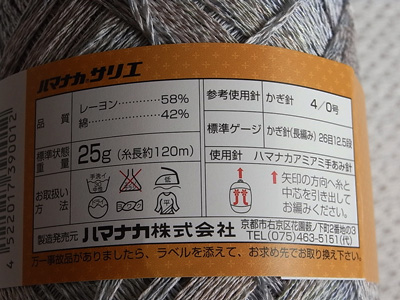 ハマナカ サリエ
品質
レーヨン……………58%
綿……………………42%
標準状態重量
25g(糸長約120m)
お取扱い方法
手洗イ
参考使用針 かぎ針 4/0号
標準ゲージ かぎ針(長編み) 26目12.5段
使用針 ハマナカアミアミ手あみ針
矢印の方向へ糸と
中芯を引き出して
お編みください。
製造発売元 ハマナカ株式会社
京都市右京区花園薮ノ下町2番地の3
TEL(075)463-5151(代)
万一事故品がありましたら、ラベルを添えて、お求め先でお取り換え下さい。
4522017390012